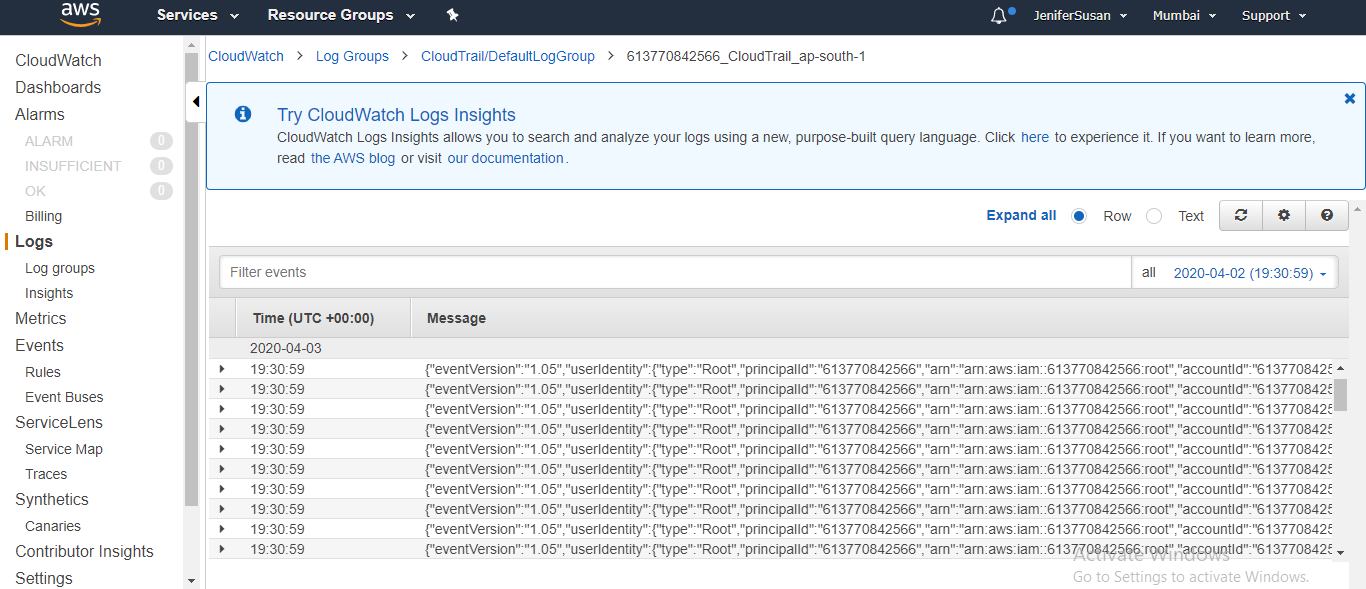 aws Services Resource Groups JeniferSusan Mumbai Support
CloudWatch
Dashboards
Alarms
ALARM 0
INSUFFICIENT 0
OK 0
Billing
Logs
Log groups
Insights
Metrics
Events
Rules
Event Buses
ServiceLens
Service Map
Traces
Synthetics
Canaries
Contributor Insights
Settings
CloudWatch > Log Groups > CloudTrail/DefaultLogGroup > 613770842566_CloudTrail_ap-south-1
Try CloudWatch Logs Insights
CloudWatch Logs Insights allows you to search and analyze your logs using a new, purpose-built query language. Click here to experience it. If you want to learn more,
read the AWS blog or visit our documentation.
Expand all Row Text
Filter events all 2020-04-02 (19:30:59)
Time (UTC +00:00) Message
2020-04-03
19:30:59 {"eventVersion":"1.05","userIdentity":{"type":"Root","principalId":"613770842566","arn":"arn:aws:iam::613770842566:root","accountId":"6137708425
19:30:59 {"eventVersion":"1.05","userIdentity":{"type":"Root","principalId":"613770842566","arn":"arn:aws:iam::613770842566:root","accountId":"6137708425
19:30:59 {"eventVersion":"1.05","userIdentity":{"type":"Root","principalId":"613770842566","arn":"arn:aws:iam::613770842566:root","accountId":"6137708425
19:30:59 {"eventVersion":"1.05","userIdentity":{"type":"Root","principalId":"613770842566","arn":"arn:aws:iam::613770842566:root","accountId":"6137708425
19:30:59 {"eventVersion":"1.05","userIdentity":{"type":"Root","principalId":"613770842566","arn":"arn:aws:iam::613770842566:root","accountId":"6137708425
19:30:59 {"eventVersion":"1.05","userIdentity":{"type":"Root","principalId":"613770842566","arn":"arn:aws:iam::613770842566:root","accountId":"6137708425
19:30:59 {"eventVersion":"1.05","userIdentity":{"type":"Root","principalId":"613770842566","arn":"arn:aws:iam::613770842566:root","accountId":"6137708425
19:30:59 {"eventVersion":"1.05","userIdentity":{"type":"Root","principalId":"613770842566","arn":"arn:aws:iam::613770842566:root","accountId":"6137708425
19:30:59 {"eventVersion":"1.05","userIdentity":{"type":"Root","principalId":"613770842566","arn":"arn:aws:iam::613770842566:root","accountId":"6137708425
19:30:59 {"eventVersion":"1.05","userIdentity":{"type":"Root","principalId":"613770842566","arn":"arn:aws:iam::613770842566:root","accountId":"6137708425
Activate Windows
Go to Settings to activate Windows.